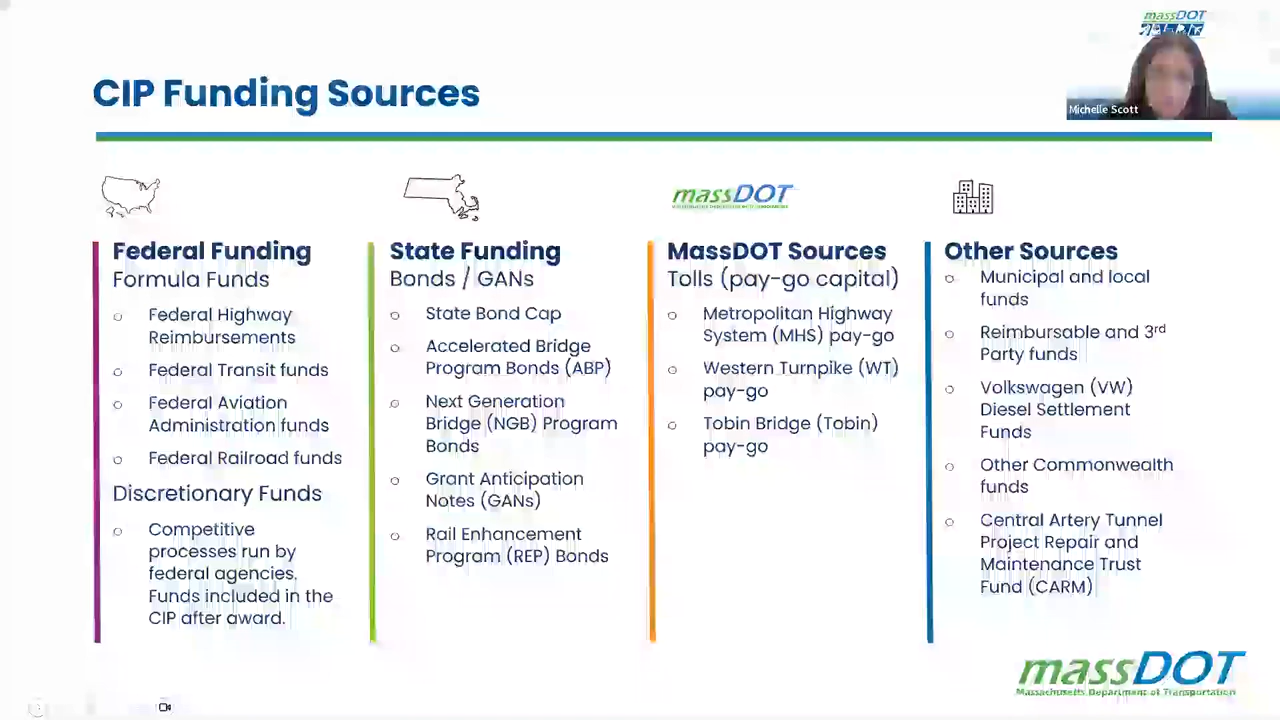 massDOT
Michelle Scott
CIP Funding Sources
massDOT
Federal Funding
Formula Funds
Federal Highway
Reimbursements
Federal Transit funds
Federal Aviation
Administration funds
Federal Railroad funds
Discretionary Funds
Competitive
processes run by
federal agencies.
Funds included in the
CIP after award.
State Funding
Bonds / GANs
State Bond Cap
Accelerated Bridge
Program Bonds (ABP)
Next Generation
Bridge (NGB) Program
Bonds
Grant Anticipation
Notes (GANs)
Rail Enhancement
Program (REP) Bonds
MassDOT Sources
Tolls (pay-go capital)
Metropolitan Highway
System (MHS) pay-go
Western Turnpike (WT)
pay-go
Tobin Bridge (Tobin)
pay-go
Other Sources
Municipal and local
funds
Reimbursable and 3rd
Party funds
Volkswagen (VW)
Diesel Settlement
Funds
Other Commonwealth
funds
Central Artery Tunnel
Project Repair and
Maintenance Trust
Fund (CARM)
massDOT
Massachusetts Department of Transportation